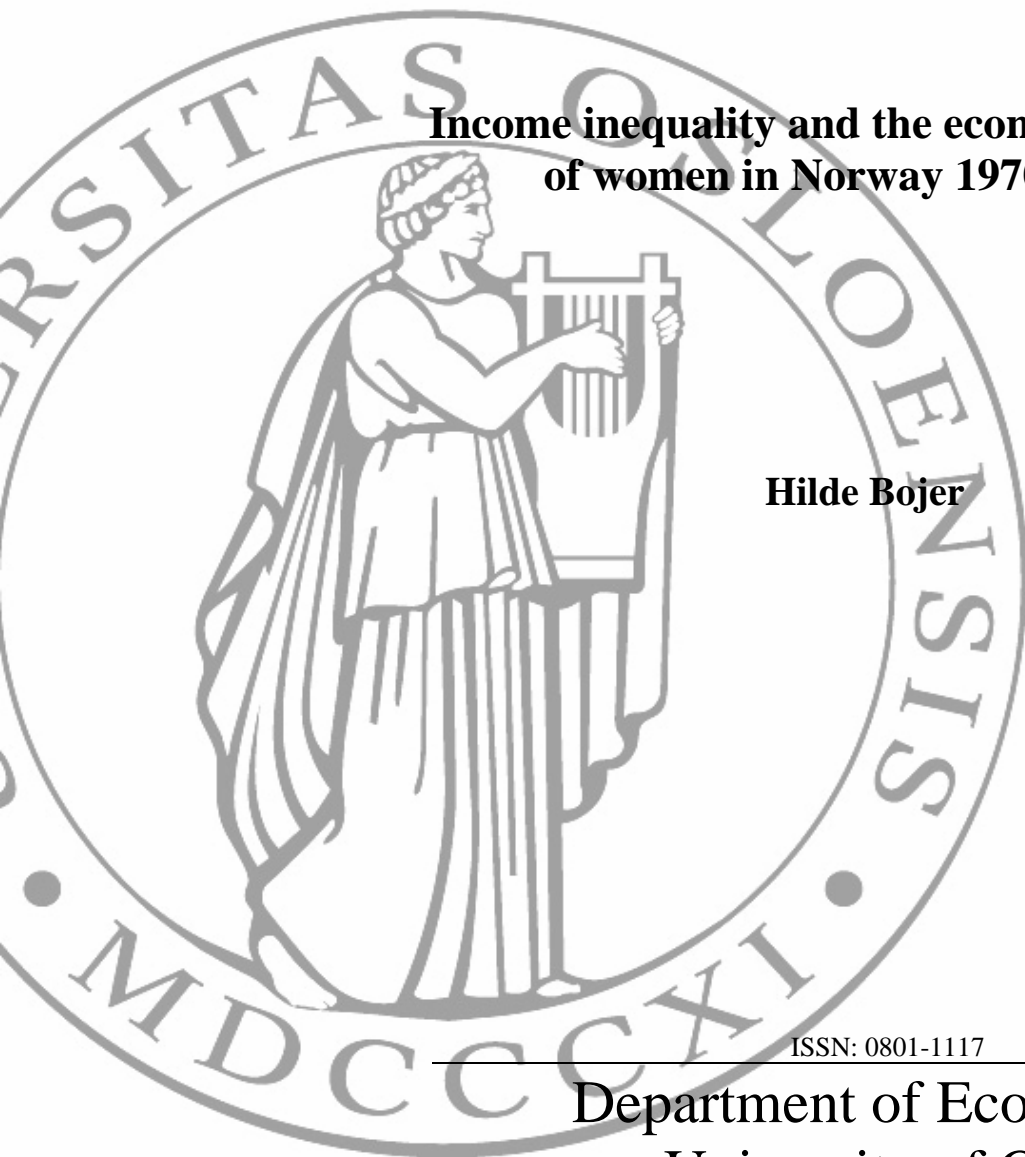 ERSITAS OSLOENSIS
Income inequality and the econ
of women in Norway 197
Hilde Bojer
MDCCCXI
ISSN: 0801-1117
Department of Eco